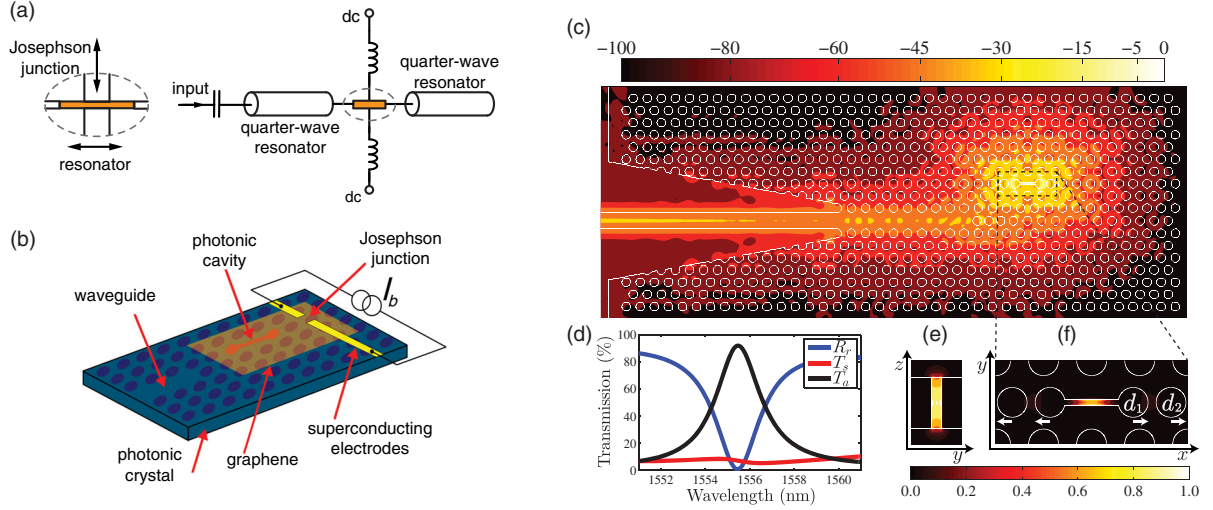 (a)
Josephson
junction
resonator
input
quarter-wave
resonator
dc
dc
quarter-wave
resonator
(b)
photonic
cavity
Josephson
junction
waveguide
I_b
photonic
crystal
graphene
superconducting
electrodes
(c)
−100 −60 −45 −30 −15 −5 0
(d)
Transmission (%)
100
80
60
40
20
0
R_r
T_s
T_a
1552 1554 1556 1558 1560
Wavelength (nm)
(e)
z
y
(f)
y
d_1 d_2
x
0.0 0.2 0.4 0.6 0.8 1.0